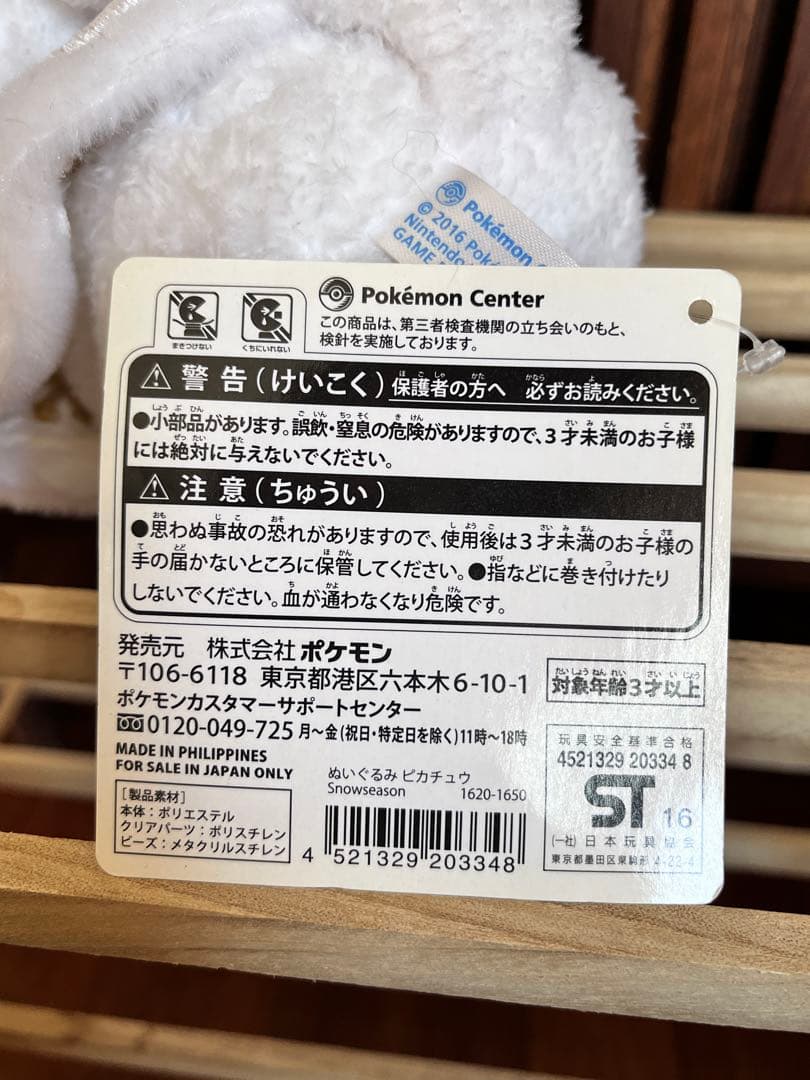 Pokémon
© 2016 Pok
Nintendo
GAME
まきつけない
くちにいれない
Pokémon Center
この商品は、第三者検査機関の立ち会いのもと、
検針を実施しております。
警告(けいこく) 保護者の方へ 必ずお読みください。
●小部品があります。誤飲・窒息の危険がありますので、3才未満のお子様
には絶対に与えないでください。
注意(ちゅうい)
●思わぬ事故の恐れがありますので、使用後は3才未満のお子様の
手の届かないところに保管してください。●指などに巻き付けたり
しないでください。血が通わなくなり危険です。
発売元 株式会社ポケモン
〒106-6118 東京都港区六本木6-10-1
ポケモンカスタマーサポートセンター
0120-049-725 月～金(祝日・特定日を除く)11時～18時
MADE IN PHILIPPINES
FOR SALE IN JAPAN ONLY
[製品素材]
本体:ポリエステル
クリアパーツ:ポリスチレン
ビーズ:メタクリルスチレン
ぬいぐるみ ピカチュウ
Snowseason 1620-1650
4 521329 203348
対象年齢3才以上
玩具安全基準合格
4521329 20334 8
ST 16
(一社)日本玩具協会
東京都墨田区東駒形 4-22-4